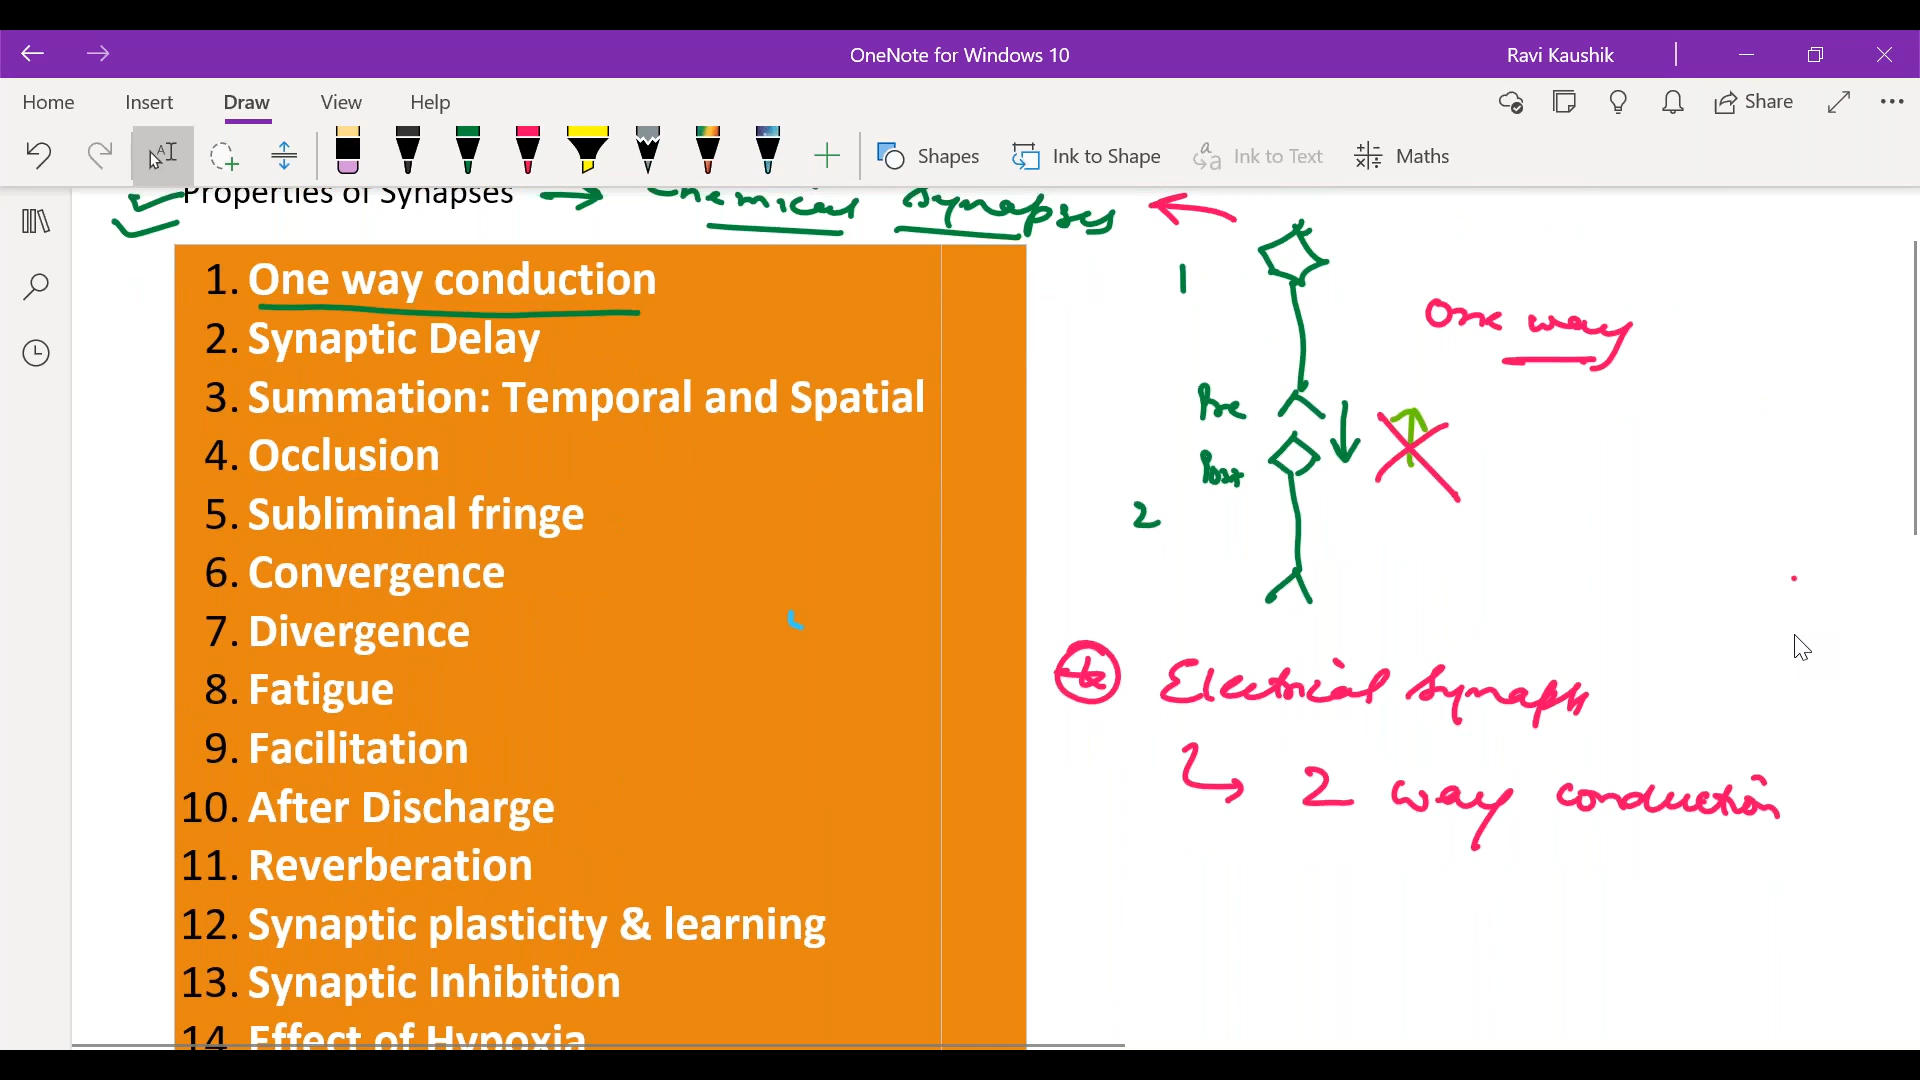 OneNote for Windows 10
Ravi Kaushik
Home Insert Draw View Help
Share
Shapes Ink to Shape Ink to Text Maths
Properties of Synapses → Chemical Synapses
1. One way conduction
2. Synaptic Delay
3. Summation: Temporal and Spatial
4. Occlusion
5. Subliminal fringe
6. Convergence
7. Divergence
8. Fatigue
9. Facilitation
10. After Discharge
11. Reverberation
12. Synaptic plasticity & learning
13. Synaptic Inhibition
14. Effect of Hypoxia
1
One way
Pre
Post
2
Electrical Synapse
2 way conduction